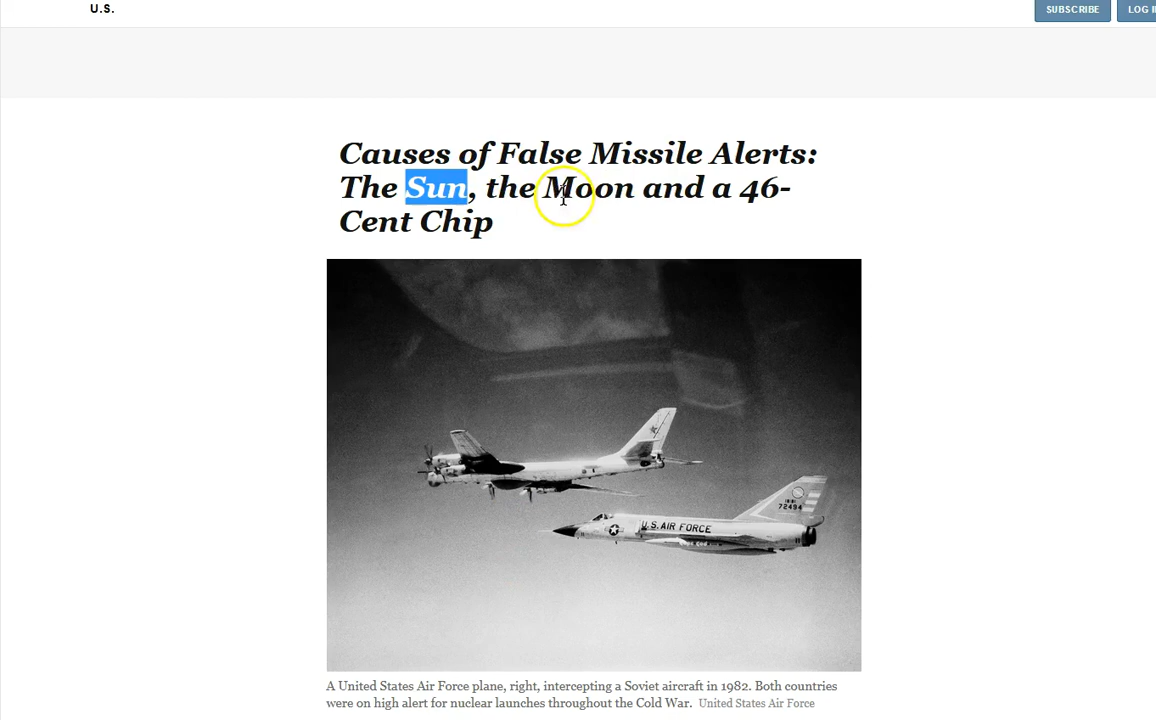 U.S.
SUBSCRIBE
LOG
Causes of False Missile Alerts:
The Sun, the Moon and a 46-
Cent Chip
72494
U.S. AIR FORCE
A United States Air Force plane, right, intercepting a Soviet aircraft in 1982. Both countries
were on high alert for nuclear launches throughout the Cold War. United States Air Force